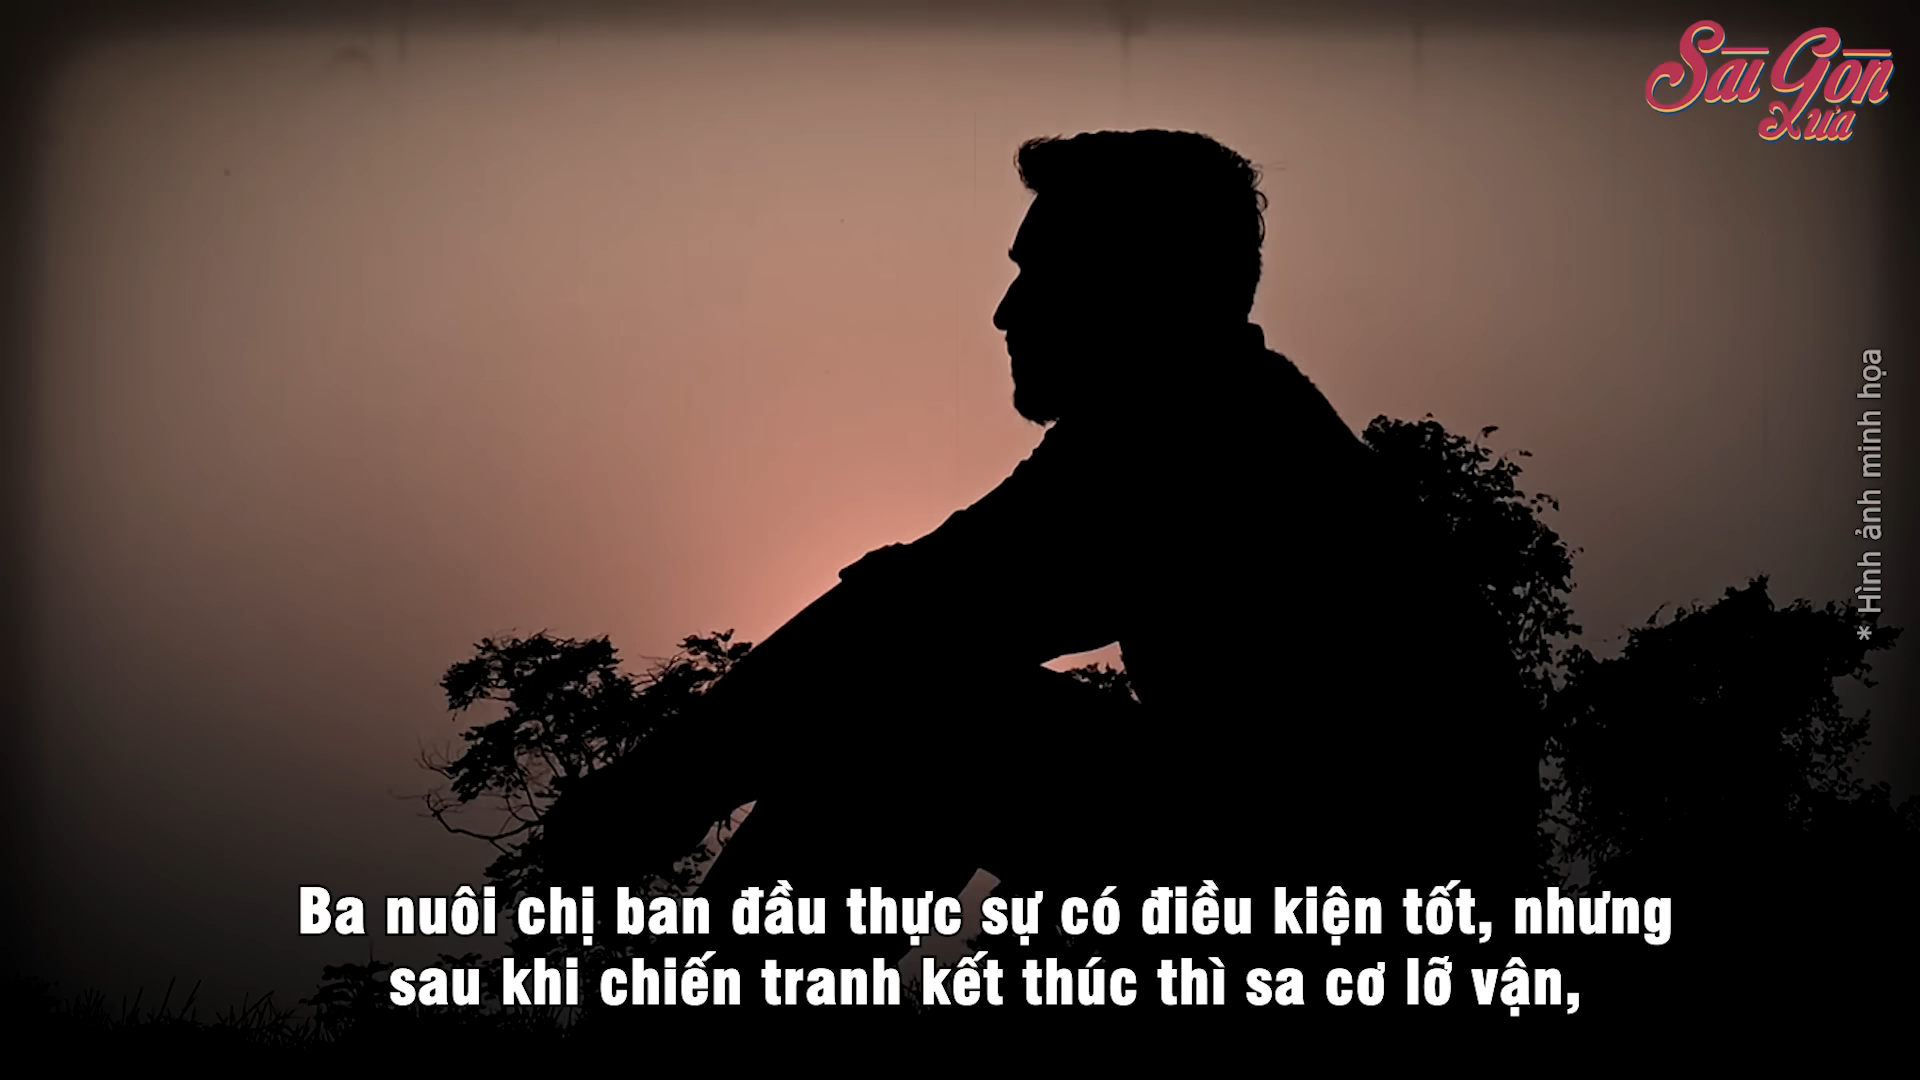 Sài Gòn
Xưa
* Hình ảnh minh họa
Ba nuôi chị ban đầu thực sự có điều kiện tốt, nhưng
sau khi chiến tranh kết thúc thì sa cơ lỡ vận,